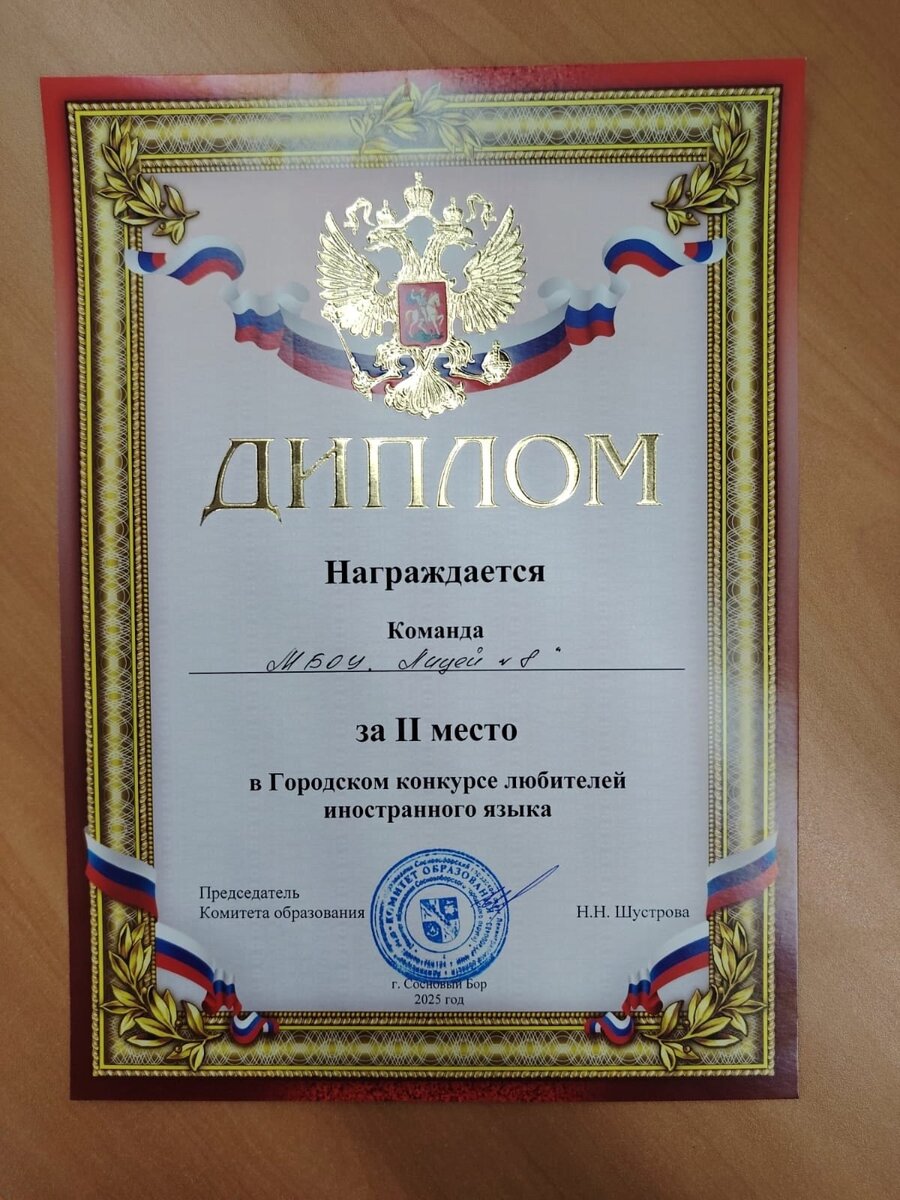 ДИПЛОМ
Награждается
Команда
МБОУ "Лицей № 8"
за II место
в Городском конкурсе любителей
иностранного языка
Председатель
Комитета образования
КОМИТЕТ ОБРАЗОВАНИЯ
Н.Н. Шустрова
г. Сосновый Бор
2025 год